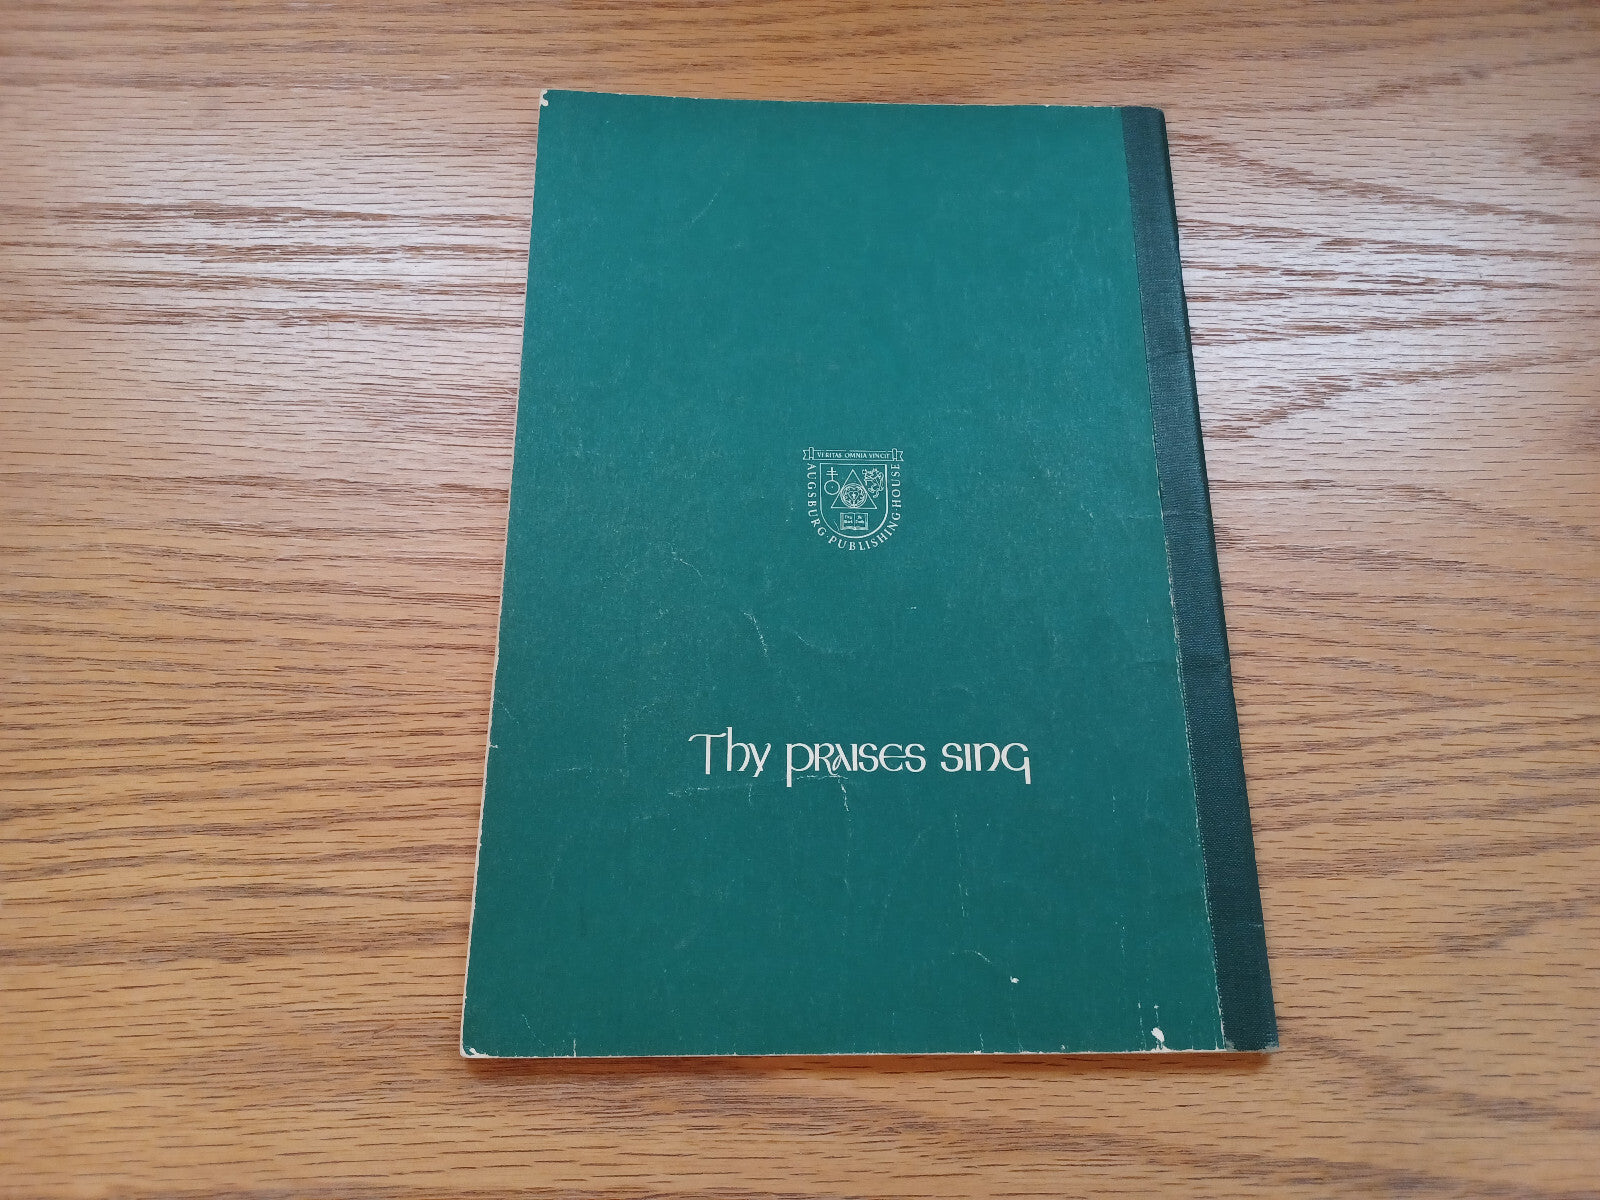 VERITAS OMNIA VINCIT
AUGSBURG · PUBLISHING · HOUSE
Thy praises sing